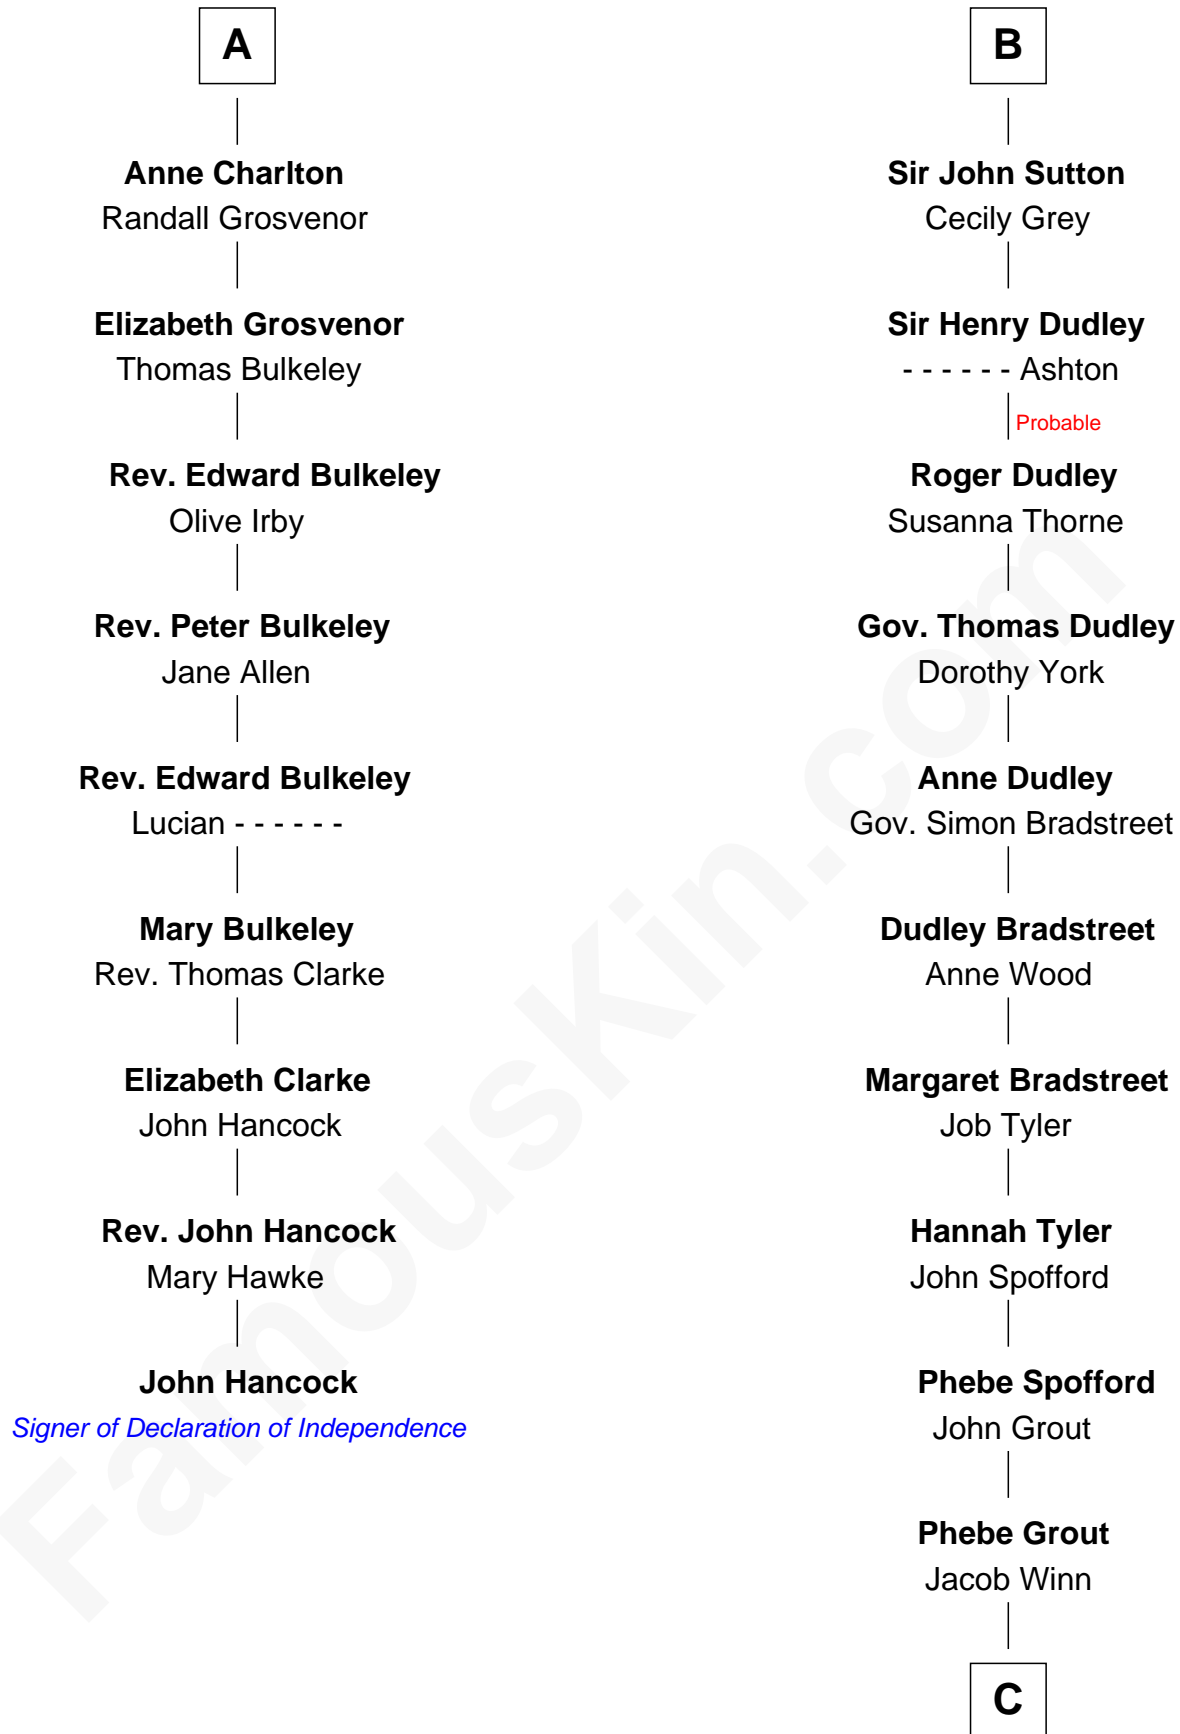 A
Anne Charlton
Randall Grosvenor
Elizabeth Grosvenor
Thomas Bulkeley
Rev. Edward Bulkeley
Olive Irby
Rev. Peter Bulkeley
Jane Allen
Rev. Edward Bulkeley
Lucian - - - - - -
Mary Bulkeley
Rev. Thomas Clarke
Elizabeth Clarke
John Hancock
Rev. John Hancock
Mary Hawke
John Hancock
Signer of Declaration of Independence
B
Sir John Sutton
Cecily Grey
Sir Henry Dudley
- - - - - - Ashton
Probable
Roger Dudley
Susanna Thorne
Gov. Thomas Dudley
Dorothy York
Anne Dudley
Gov. Simon Bradstreet
Dudley Bradstreet
Anne Wood
Margaret Bradstreet
Job Tyler
Hannah Tyler
John Spofford
Phebe Spofford
John Grout
Phebe Grout
Jacob Winn
C
FamousKin.com